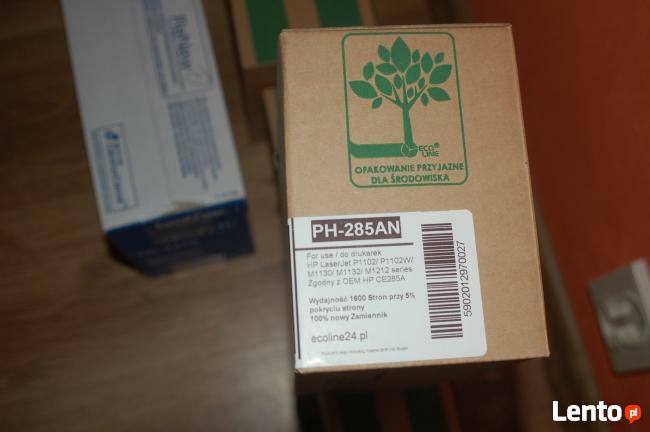 ReNew
ECO®
LINE
OPAKOWANIE PRZYJAZNE
DLA ŚRODOWISKA
PH-285AN
For use / do drukarek
HP LaserJet P1102/ P1102W/
M1130/ M1132/ M1212 series
Zgodny z OEM HP CE285A
Wydajność 1600 Stron przy 5%
pokryciu strony
100% nowy Zamiennik
ecoline24.pl
5902012970027
Lento.pl